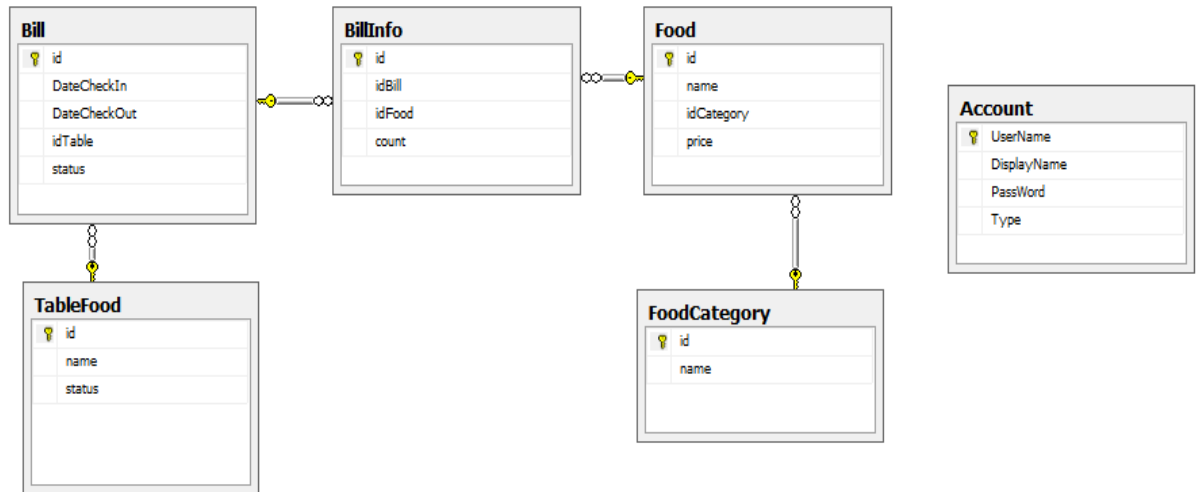 Bill
id
DateCheckIn
DateCheckOut
idTable
status
BillInfo
id
idBill
idFood
count
Food
id
name
idCategory
price
Account
UserName
DisplayName
PassWord
Type
TableFood
id
name
status
FoodCategory
id
name